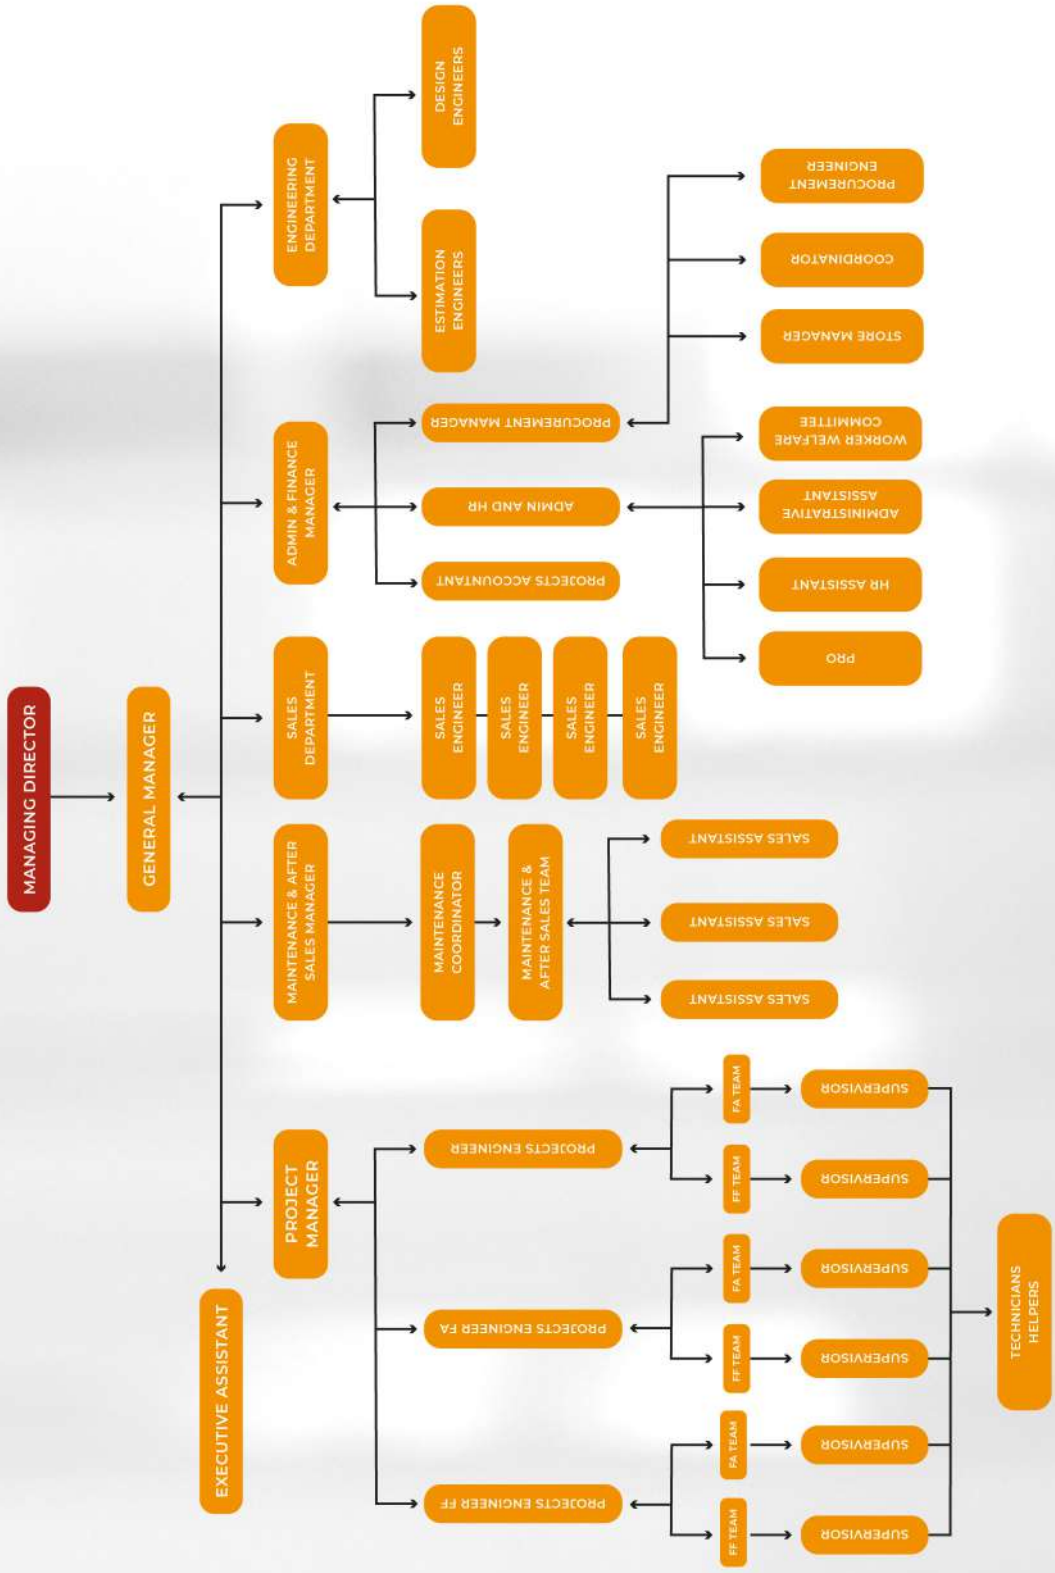 MANAGING DIRECTOR
GENERAL MANAGER
EXECUTIVE ASSISTANT
PROJECT
MANAGER
MAINTENANCE & AFTER
SALES MANAGER
SALES
DEPARTMENT
ADMIN & FINANCE
MANAGER
ENGINEERING
DEPARTMENT
PROJECTS ENGINEER FF
PROJECTS ENGINEER FA
PROJECTS ENGINEER
MAINTENANCE
COORDINATOR
MAINTENANCE &
AFTER SALES TEAM
SALES
ENGINEER
SALES
ENGINEER
SALES
ENGINEER
SALES
ENGINEER
PROJECTS ACCOUNTANT
ADMIN AND HR
PROCUREMENT MANAGER
ESTIMATION
ENGINEERS
DESIGN
ENGINEERS
FF TEAM
FA TEAM
FF TEAM
FA TEAM
FF TEAM
FA TEAM
SALES ASSISTANT
SALES ASSISTANT
SALES ASSISTANT
PRO
HR ASSISTANT
ADMINISTRATIVE
ASSISTANT
WORKER WELFARE
COMMITTEE
STORE MANAGER
COORDINATOR
PROCUREMENT
ENGINEER
SUPERVISOR
SUPERVISOR
SUPERVISOR
SUPERVISOR
SUPERVISOR
SUPERVISOR
TECHNICIANS
HELPERS